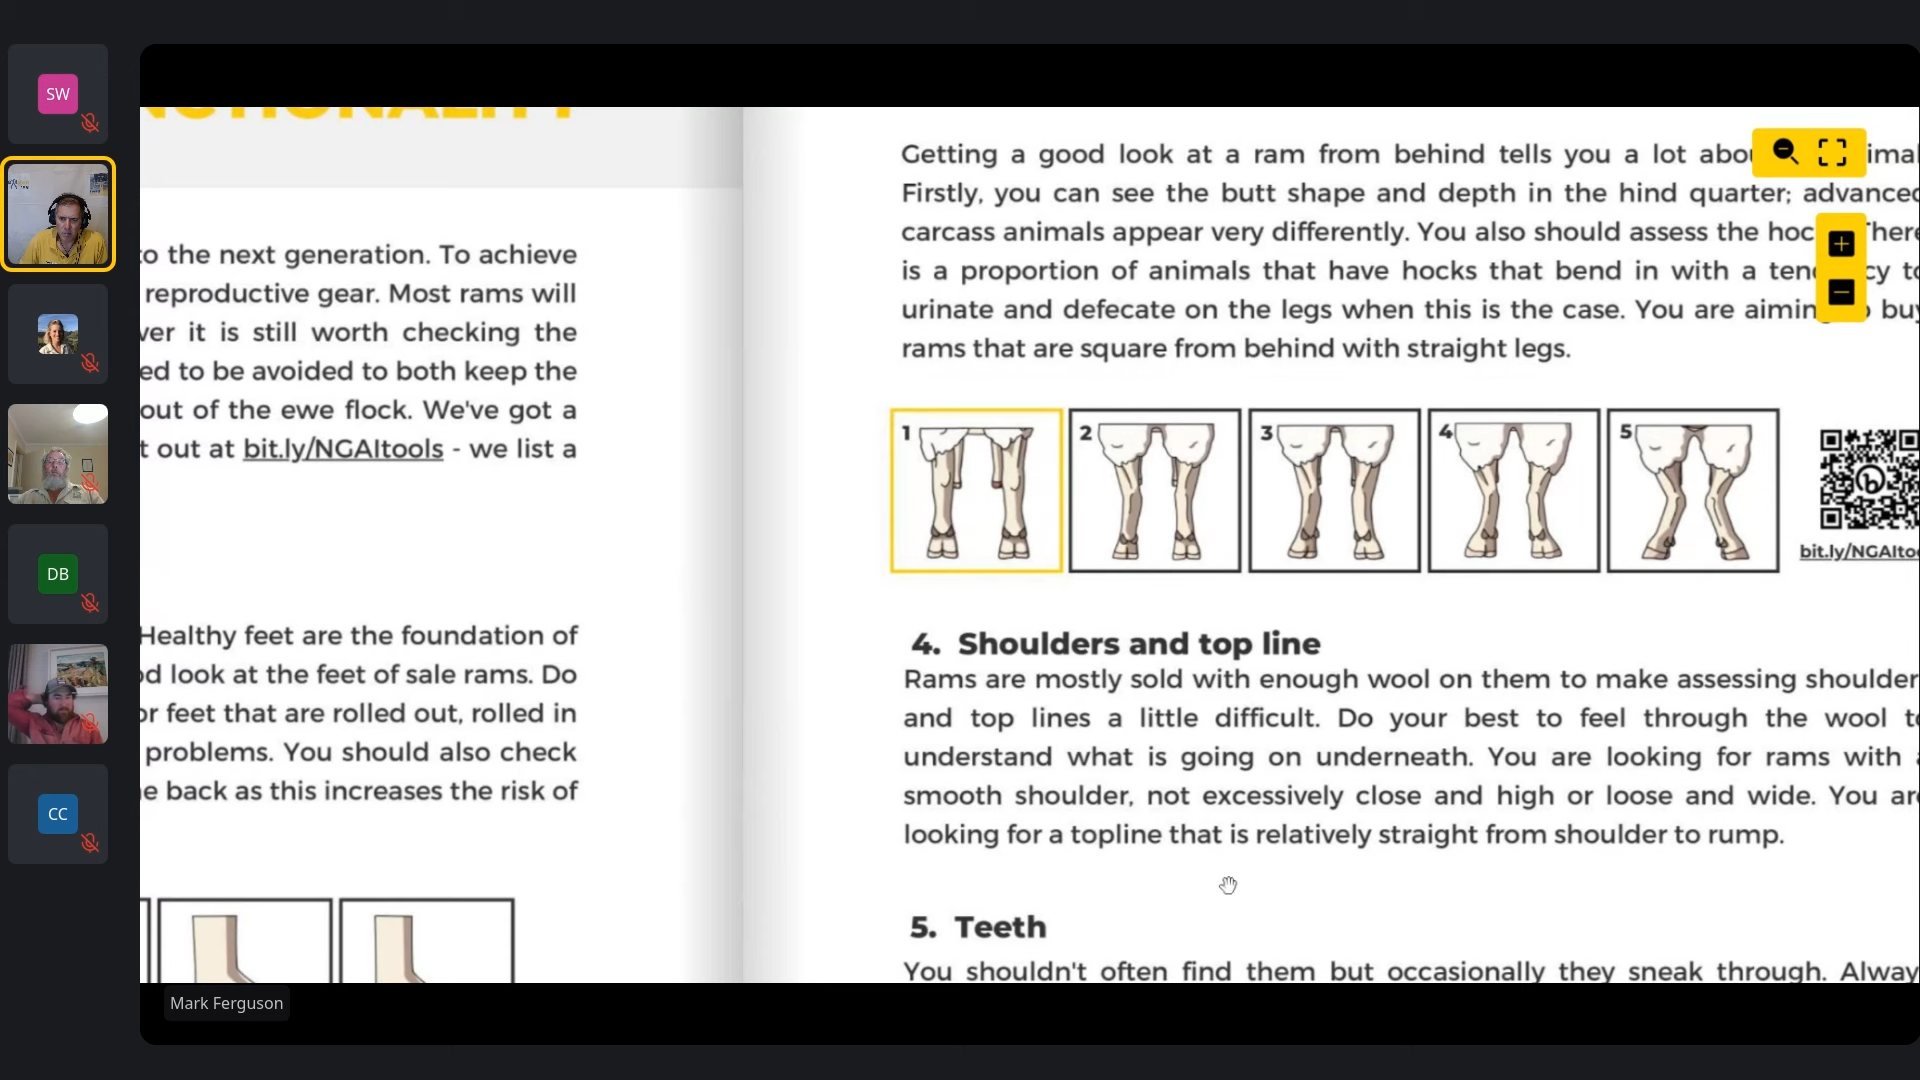 SW
DB
CC
NCTIONALITY
to the next generation. To achieve
reproductive gear. Most rams will
ver it is still worth checking the
ed to be avoided to both keep the
out of the ewe flock. We've got a
t out at bit.ly/NGAItools - we list a
Healthy feet are the foundation of
od look at the feet of sale rams. Do
or feet that are rolled out, rolled in
problems. You should also check
e back as this increases the risk of
Getting a good look at a ram from behind tells you a lot abou imal
Firstly, you can see the butt shape and depth in the hind quarter; advanced
carcass animals appear very differently. You also should assess the hoc There
is a proportion of animals that have hocks that bend in with a tend cy to
urinate and defecate on the legs when this is the case. You are aimin o buy
rams that are square from behind with straight legs.
1 2 3 4 5
bit.ly/NGAItoo
4. Shoulders and top line
Rams are mostly sold with enough wool on them to make assessing shoulder
and top lines a little difficult. Do your best to feel through the wool to
understand what is going on underneath. You are looking for rams with a
smooth shoulder, not excessively close and high or loose and wide. You are
looking for a topline that is relatively straight from shoulder to rump.
5. Teeth
You shouldn't often find them but occasionally they sneak through. Alway
Mark Ferguson